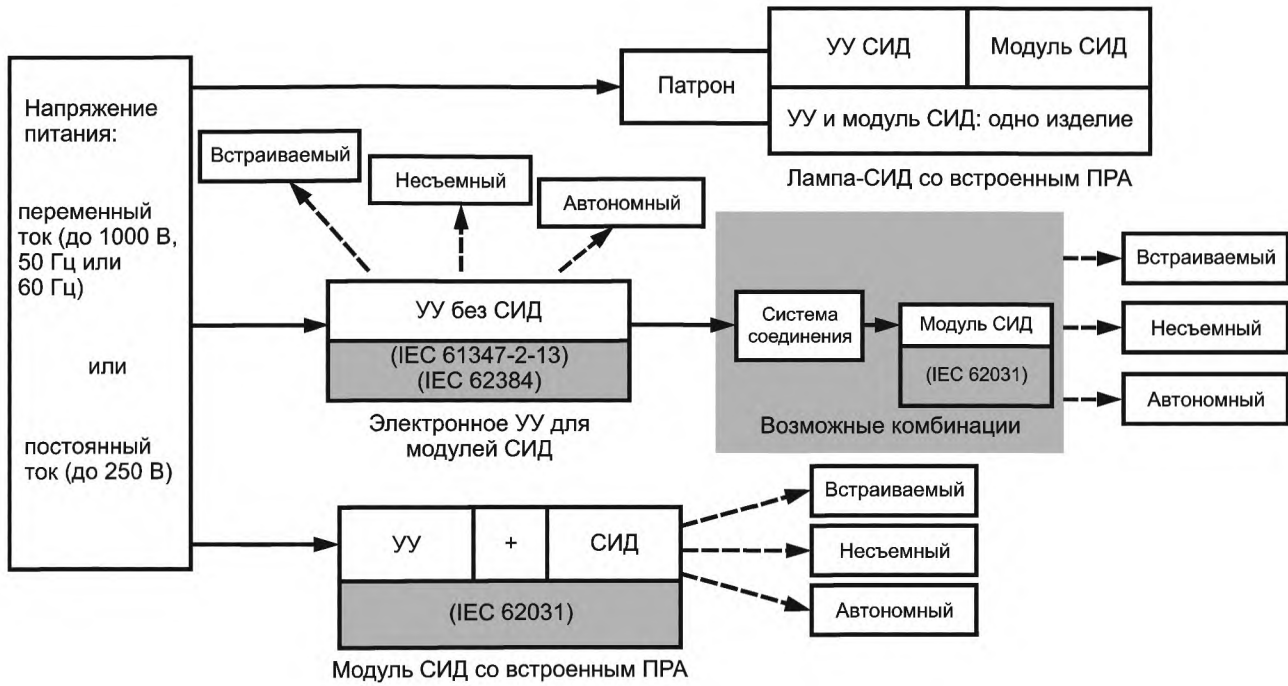 Напряжение
питания:
переменный
ток (до 1000 В,
50 Гц или
60 Гц)
или
постоянный
ток (до 250 В)
Патрон
УУ СИД
Модуль СИД
УУ и модуль СИД: одно изделие
Лампа-СИД со встроенным ПРА
Встраиваемый
Несъемный
Автономный
УУ без СИД
(IEC 61347-2-13)
(IEC 62384)
Электронное УУ для
модулей СИД
Система
соединения
Модуль СИД
(IEC 62031)
Возможные комбинации
Встраиваемый
Несъемный
Автономный
УУ
+
СИД
(IEC 62031)
Модуль СИД со встроенным ПРА
Встраиваемый
Несъемный
Автономный